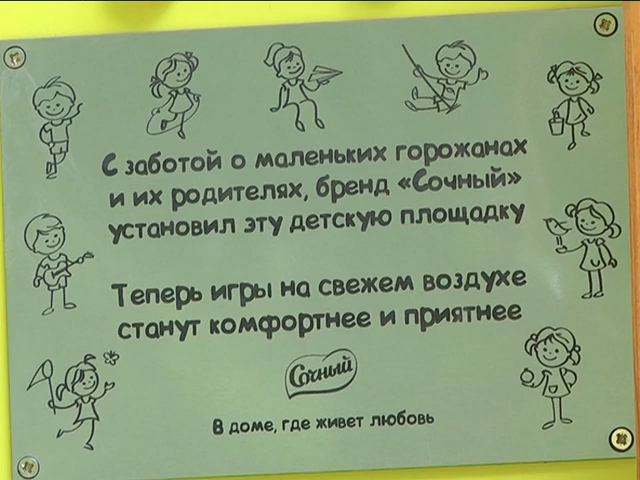 С заботой о маленьких горожанах
и их родителях, бренд «Сочный»
установил эту детскую площадку
Теперь игры на свежем воздухе
станут комфортнее и приятнее
Сочный
В доме, где живет любовь